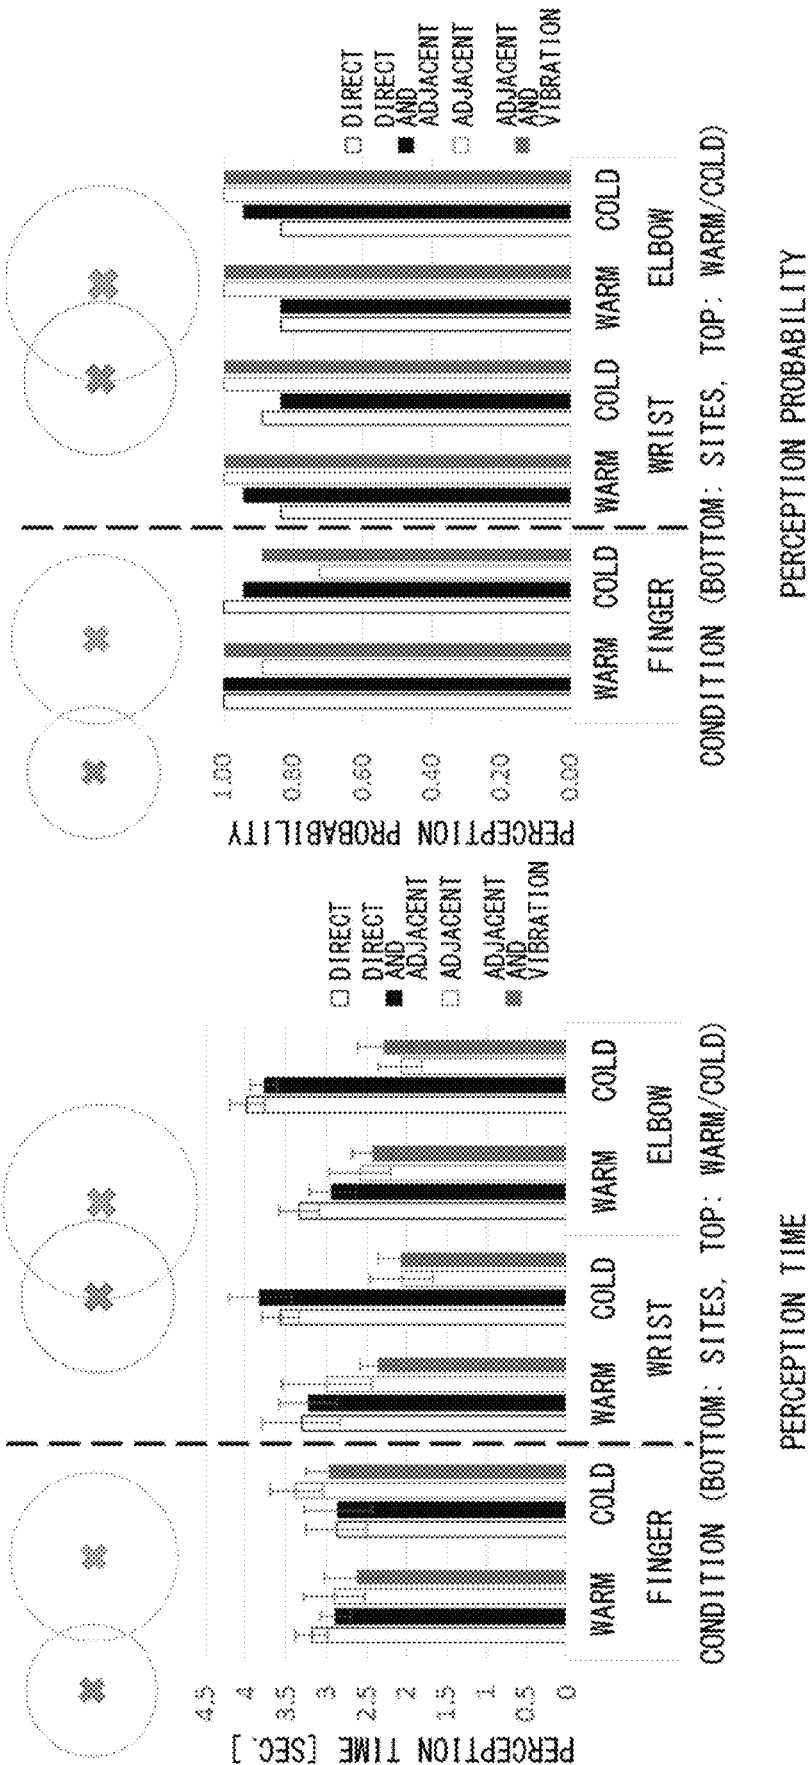 PERCEPTION TIME [SEC.]
4.5
4
3.5
3
2.5
2
1.5
1
0.5
0
WARM COLD WARM COLD WARM COLD
FINGER WRIST ELBOW
CONDITION (BOTTOM: SITES, TOP: WARM/COLD)
DIRECT
DIRECT
AND
ADJACENT
ADJACENT
ADJACENT
AND
VIBRATION
PERCEPTION TIME
PERCEPTION PROBABILITY
1.00
0.80
0.60
0.40
0.20
0.00
WARM COLD WARM COLD WARM COLD
FINGER WRIST ELBOW
CONDITION (BOTTOM: SITES, TOP: WARM/COLD)
DIRECT
DIRECT
AND
ADJACENT
ADJACENT
ADJACENT
AND
VIBRATION
PERCEPTION PROBABILITY